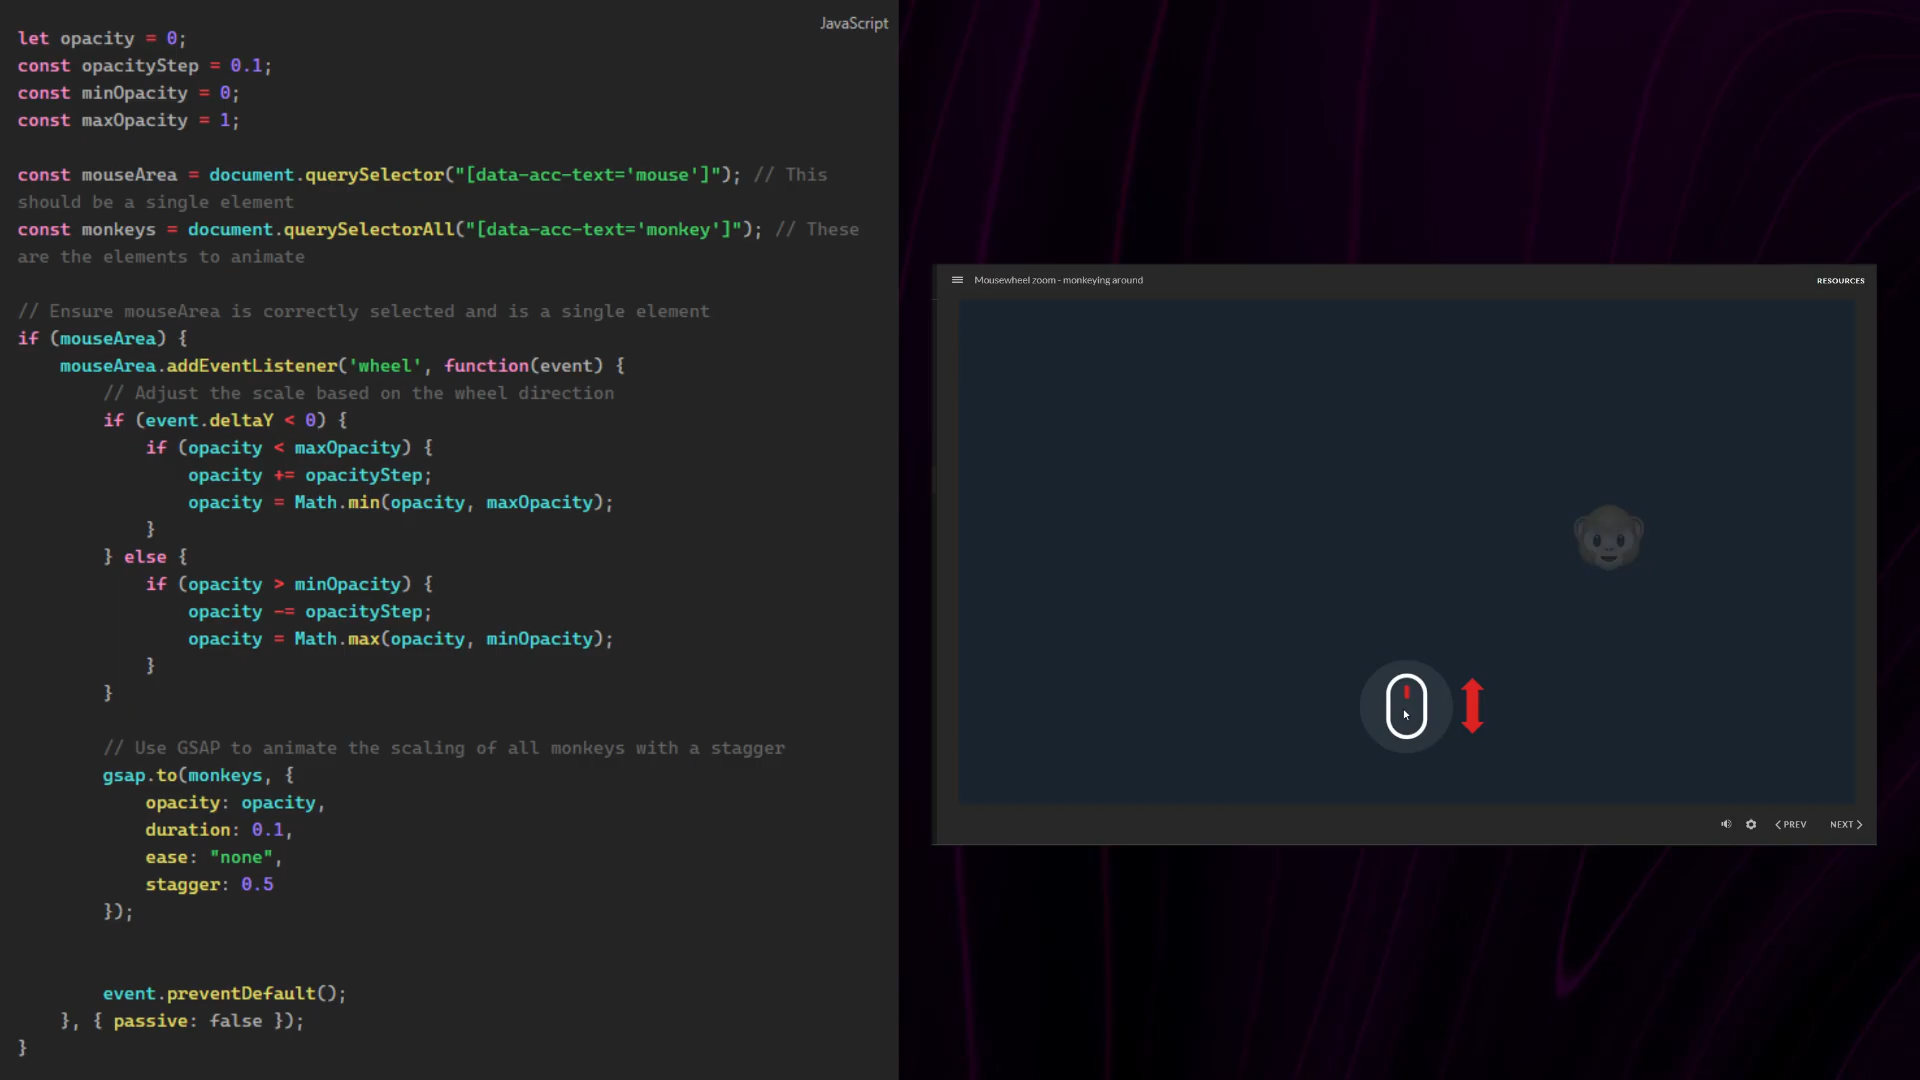 JavaScript
let opacity = 0;
const opacityStep = 0.1;
const minOpacity = 0;
const maxOpacity = 1;
const mouseArea = document.querySelector("[data-acc-text='mouse']"); // This
should be a single element
const monkeys = document.querySelectorAll("[data-acc-text='monkey']"); // These
are the elements to animate
// Ensure mouseArea is correctly selected and is a single element
if (mouseArea) {
mouseArea.addEventListener('wheel', function(event) {
// Adjust the scale based on the wheel direction
if (event.deltaY < 0) {
if (opacity < maxOpacity) {
opacity += opacityStep;
opacity = Math.min(opacity, maxOpacity);
}
} else {
if (opacity > minOpacity) {
opacity -= opacityStep;
opacity = Math.max(opacity, minOpacity);
}
}
// Use GSAP to animate the scaling of all monkeys with a stagger
gsap.to(monkeys, {
opacity: opacity,
duration: 0.1,
ease: "none",
stagger: 0.5
});
event.preventDefault();
}, { passive: false });
}
Mousewheel zoom - monkeying around
RESOURCES
PREV
NEXT